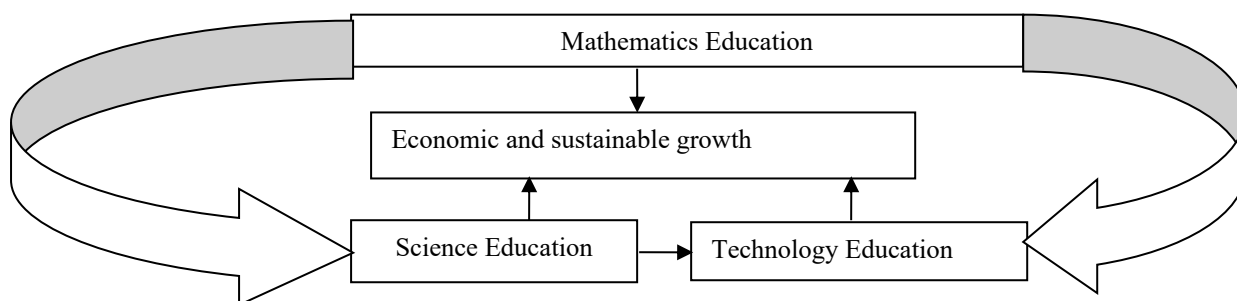 Mathematics Education
Economic and sustainable growth
Science Education
Technology Education